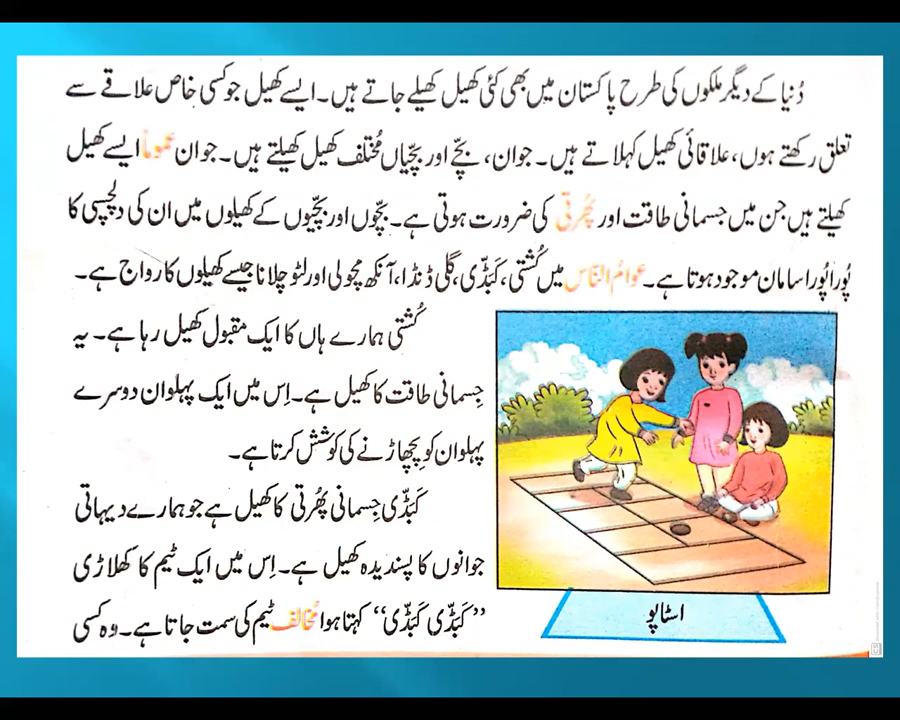 دُنیا کے دیگر ملکوں کی طرح پاکستان میں بھی کئی کھیل کھیلے جاتے ہیں۔ ایسے کھیل جو کسی خاص علاقے سے
تعلق رکھتے ہوں، علاقائی کھیل کہلاتے ہیں۔ جوان، بچّے اور بچّیاں مُختلف کھیل کھیلتے ہیں۔ جوان عموماً ایسے کھیل
کھیلتے ہیں جن میں جسمانی طاقت اور پُھرتی کی ضرورت ہوتی ہے۔ بچّوں اور بچّیوں کے کھیلوں میں ان کی دلچسپی کا
پُورا پُورا سامان موجود ہوتا ہے۔ عوامُ النّاس میں کُشتی، کَبَڈّی، گلی ڈنڈا، آنکھ مچولی اور لٹو چلانا جیسے کھیلوں کا رواج ہے۔
کُشتی ہمارے ہاں کا ایک مقبول کھیل رہا ہے۔ یہ
جِسمانی طاقت کا کھیل ہے۔ اِس میں ایک پہلوان دوسرے
پہلوان کو پچھاڑنے کی کوشش کرتا ہے۔
کَبَڈّی جِسمانی پُھرتی کا کھیل ہے جو ہمارے دیہاتی
جوانوں کا پسندیدہ کھیل ہے۔ اِس میں ایک ٹیم کا کھلاڑی
”کَبَڈّی کَبَڈّی“ کہتا ہوا مُخالف ٹیم کی سمت جاتا ہے۔ وہ کسی
اسٹاپو
CS